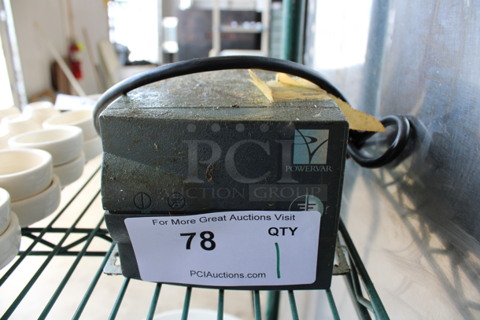 PCI
AUCTION GROUP
POWERVAR
For More Great Auctions Visit
78
QTY
1
PCIAuctions.com